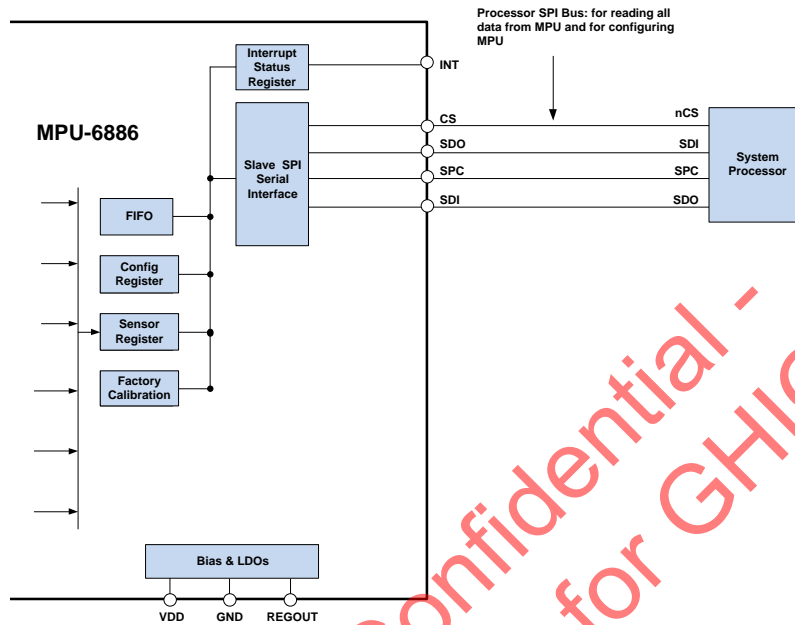 Processor SPI Bus: for reading all
data from MPU and for configuring
MPU
Interrupt
Status
Register
INT
MPU-6886
CS
nCS
SDO
SDI
Slave SPI
Serial
Interface
SPC
SPC
System
Processor
SDI
SDO
FIFO
Config
Register
Sensor
Register
Factory
Calibration
Bias & LDOs
VDD
GND
REGOUT
Confidential -
for GHIC